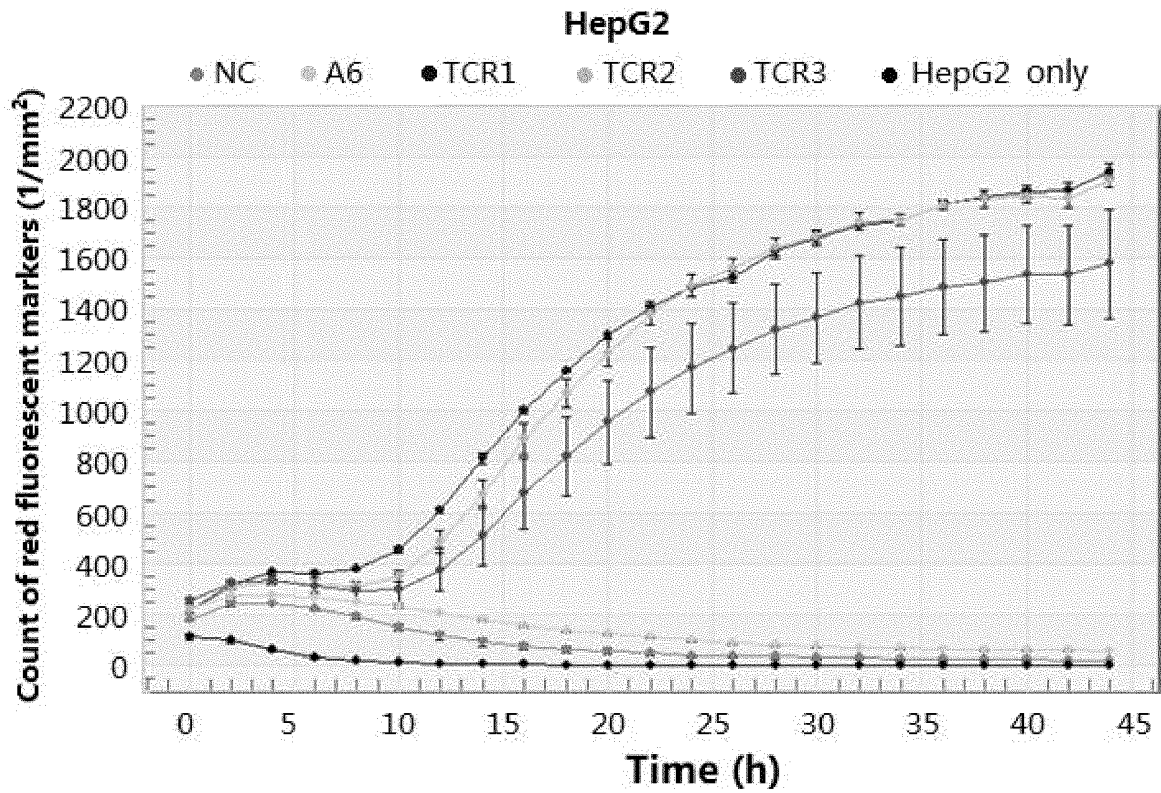 HepG2
NC A6 TCR1 TCR2 TCR3 HepG2 only
Count of red fluorescent markers (1/mm²)
2200
2000
1800
1600
1400
1200
1000
800
600
400
200
0
0 5 10 15 20 25 30 35 40 45
Time (h)